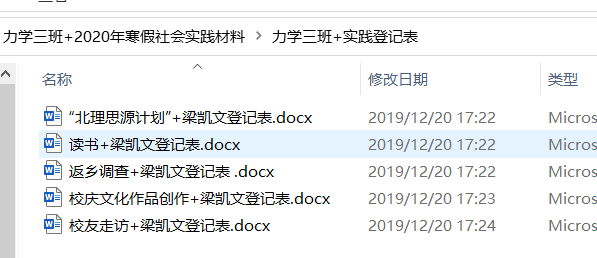 力学三班+2020年寒假社会实践材料 > 力学三班+实践登记表
名称 修改日期 类型
“北理思源计划”+梁凯文登记表.docx 2019/12/20 17:22 Micros
读书+梁凯文登记表.docx 2019/12/20 17:22 Micros
返乡调查+梁凯文登记表 .docx 2019/12/20 17:22 Micros
校庆文化作品创作+梁凯文登记表.docx 2019/12/20 17:23 Micros
校友走访+梁凯文登记表.docx 2019/12/20 17:24 Micros